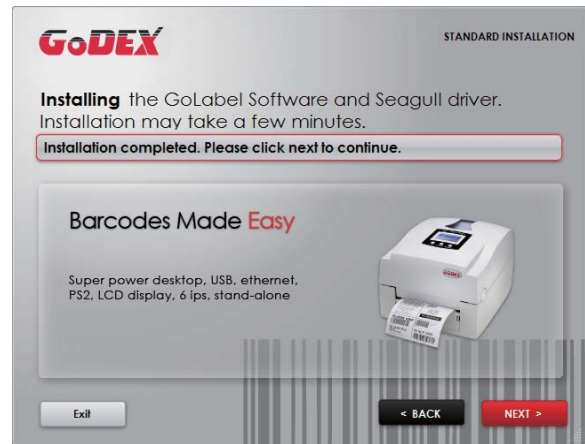 GoDEX
STANDARD INSTALLATION
Installing the GoLabel Software and Seagull driver.
Installation may take a few minutes.
Installation completed. Please click next to continue.
Barcodes Made Easy
Super power desktop, USB, ethernet,
PS2, LCD display, 6 ips, stand-alone
GODEX
Exit
< BACK
NEXT >